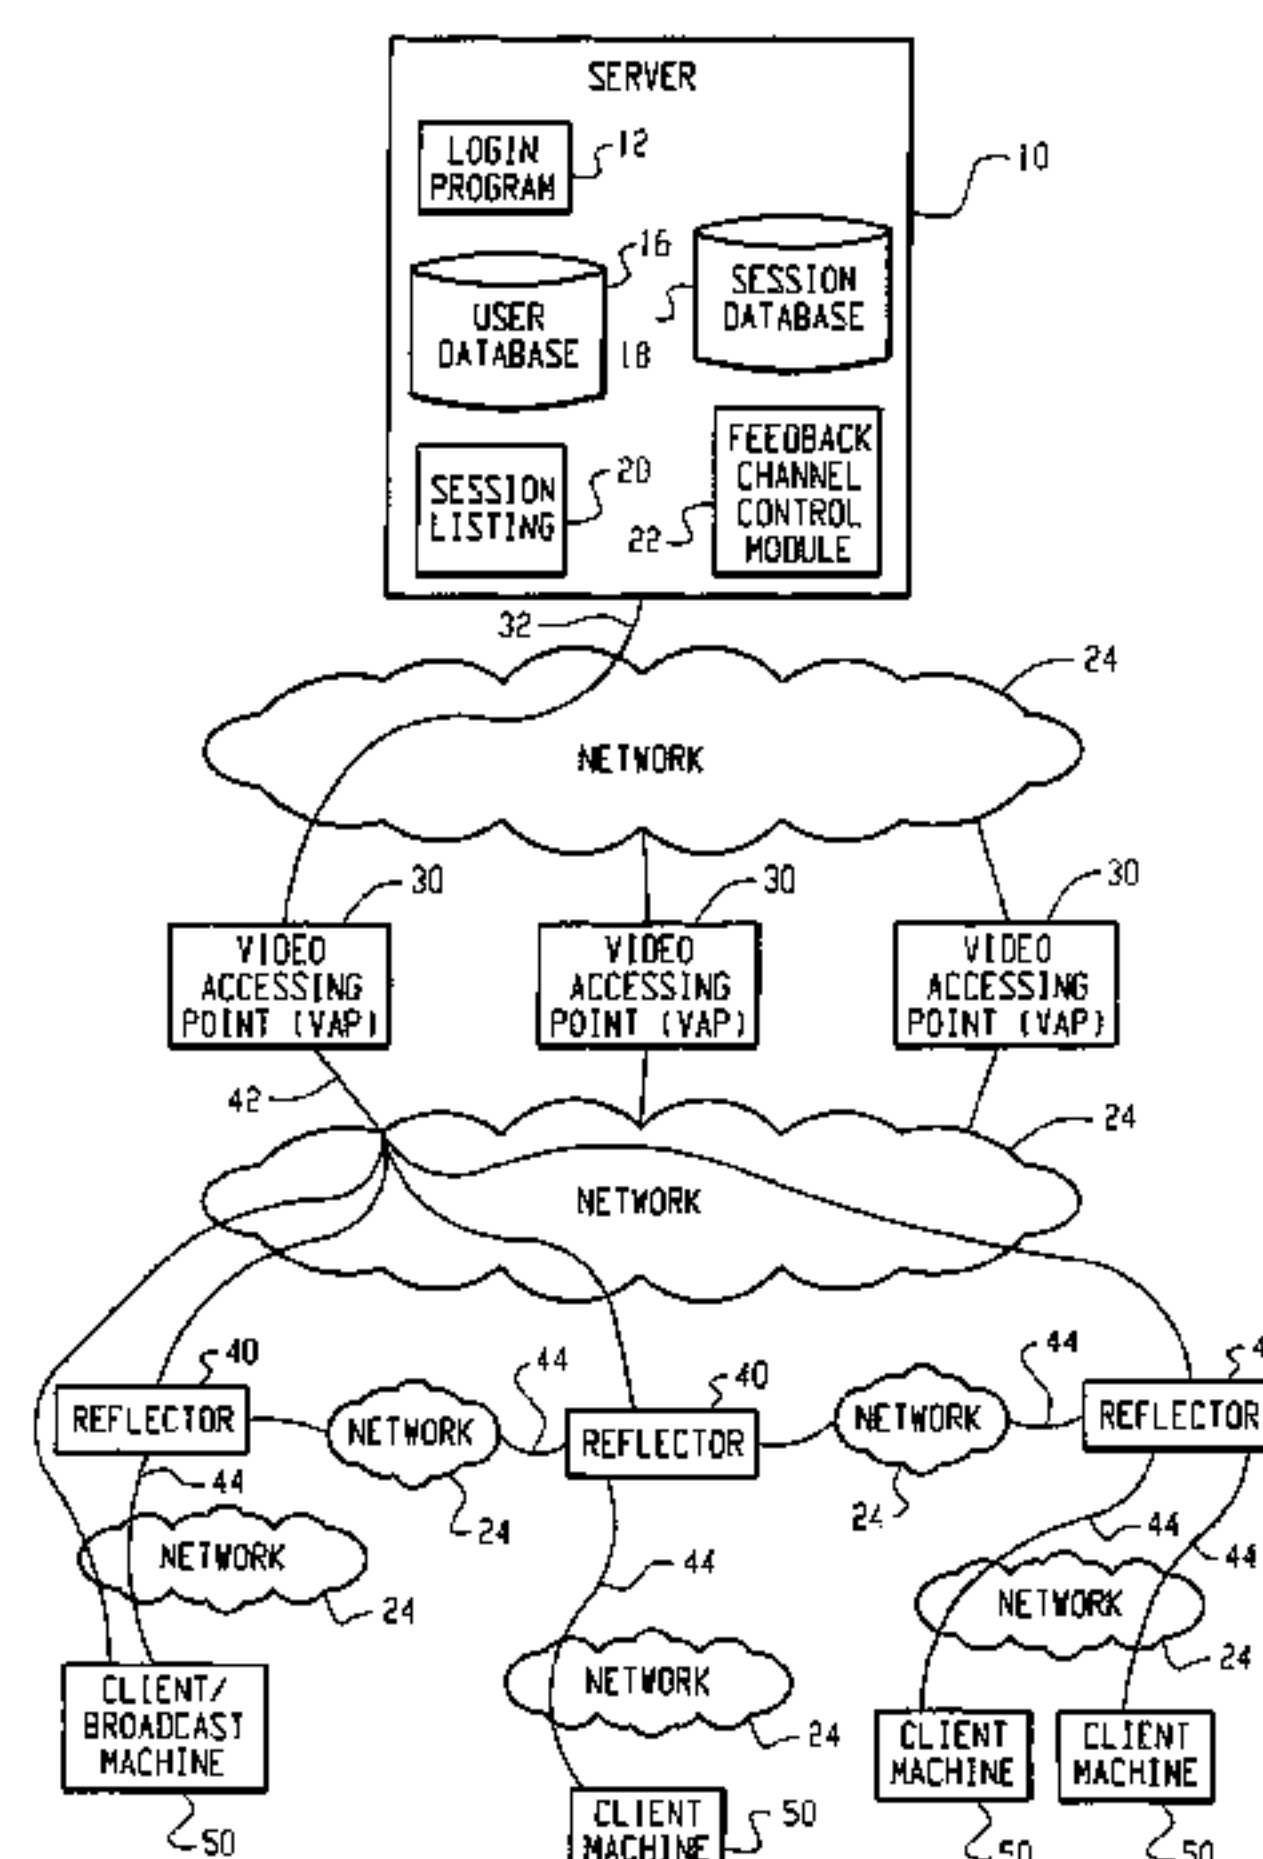 SERVER
LOGIN
PROGRAM
12
10
16
USER
DATABASE
18
SESSION
DATABASE
SESSION
LISTING
20
22
FEEDBACK
CHANNEL
CONTROL
MODULE
32
24
NETWORK
30
30
30
VIDEO
ACCESSING
POINT (VAP)
VIDEO
ACCESSING
POINT (VAP)
VIDEO
ACCESSING
POINT (VAP)
42
24
NETWORK
40
REFLECTOR
NETWORK
24
44
40
REFLECTOR
NETWORK
24
44
REFLECTOR
44
NETWORK
24
44
44
44
NETWORK
24
NETWORK
24
CLIENT/
BROADCAST
MACHINE
50
CLIENT
MACHINE
50
CLIENT
MACHINE
50
CLIENT
MACHINE
50